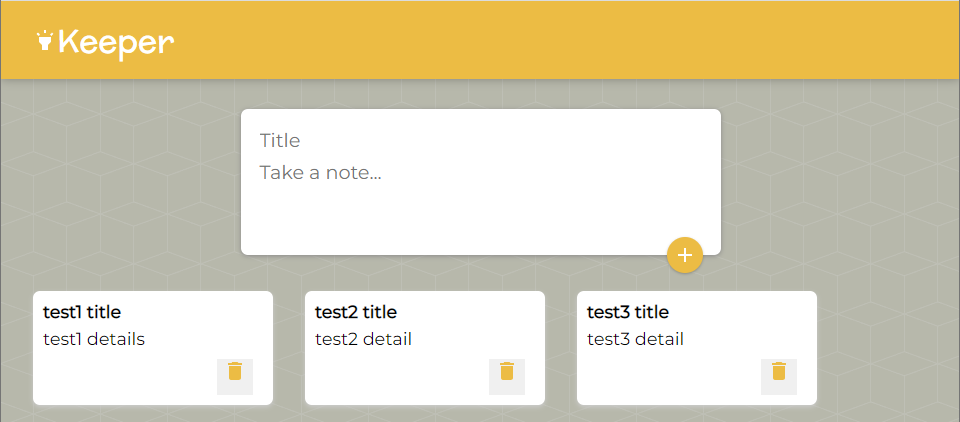 Keeper
Title
Take a note...
test1 title
test1 details
test2 title
test2 detail
test3 title
test3 detail